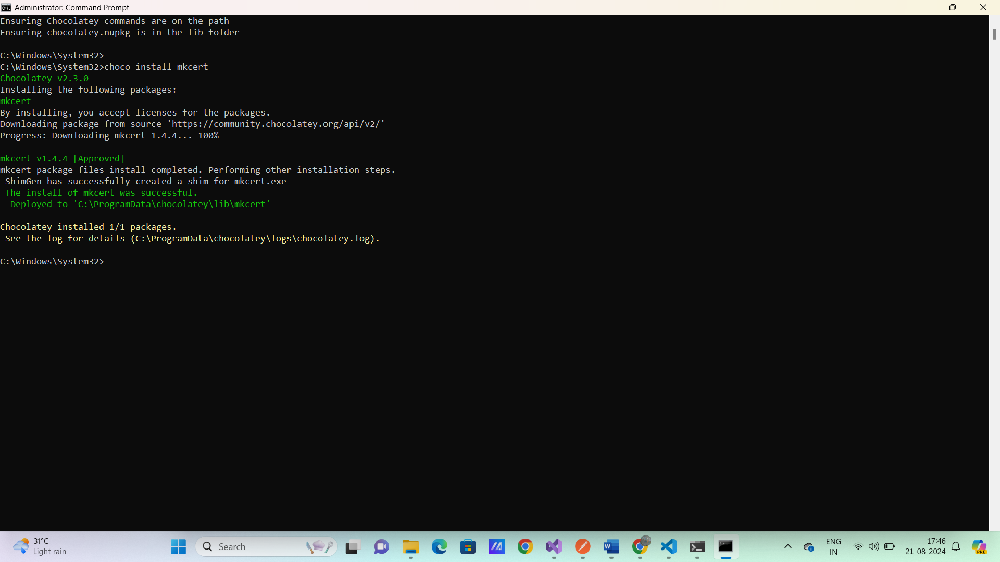 Administrator: Command Prompt
Ensuring Chocolatey commands are on the path
Ensuring chocolatey.nupkg is in the lib folder
C:\Windows\System32>
C:\Windows\System32>choco install mkcert
Chocolatey v2.3.0
Installing the following packages:
mkcert
By installing, you accept licenses for the packages.
Downloading package from source 'https://community.chocolatey.org/api/v2/'
Progress: Downloading mkcert 1.4.4... 100%
mkcert v1.4.4 [Approved]
mkcert package files install completed. Performing other installation steps.
ShimGen has successfully created a shim for mkcert.exe
The install of mkcert was successful.
Deployed to 'C:\ProgramData\chocolatey\lib\mkcert'
Chocolatey installed 1/1 packages.
See the log for details (C:\ProgramData\chocolatey\logs\chocolatey.log).
C:\Windows\System32>
31°C
Light rain
Search
ENG
IN
17:46
21-08-2024
PRE